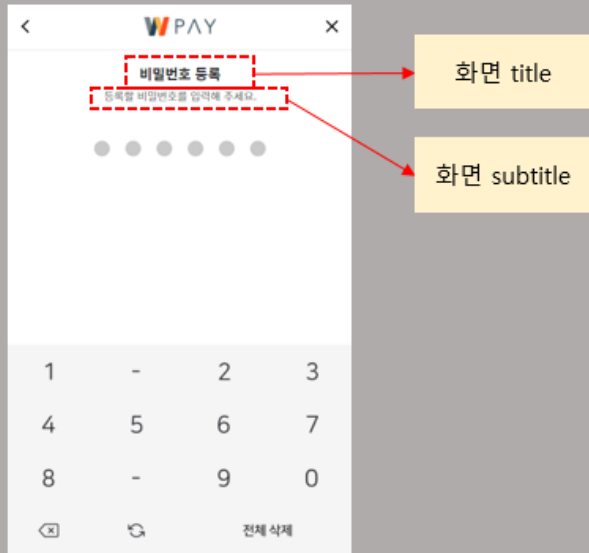 W PAY
비밀번호 등록
등록할 비밀번호를 입력해 주세요.
화면 title
화면 subtitle
1 - 2 3
4 5 6 7
8 - 9 0
전체 삭제